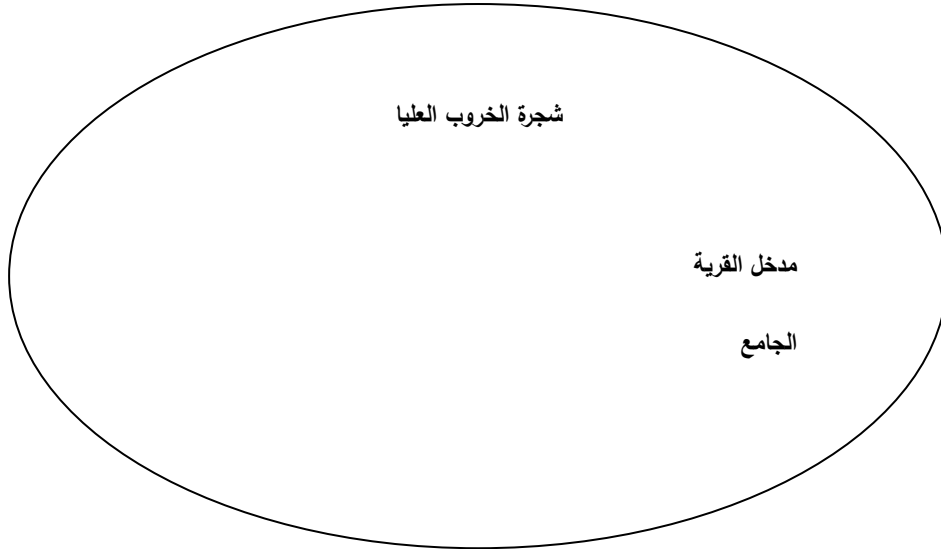 شجرة الخروب العليا
مدخل القرية
الجامع